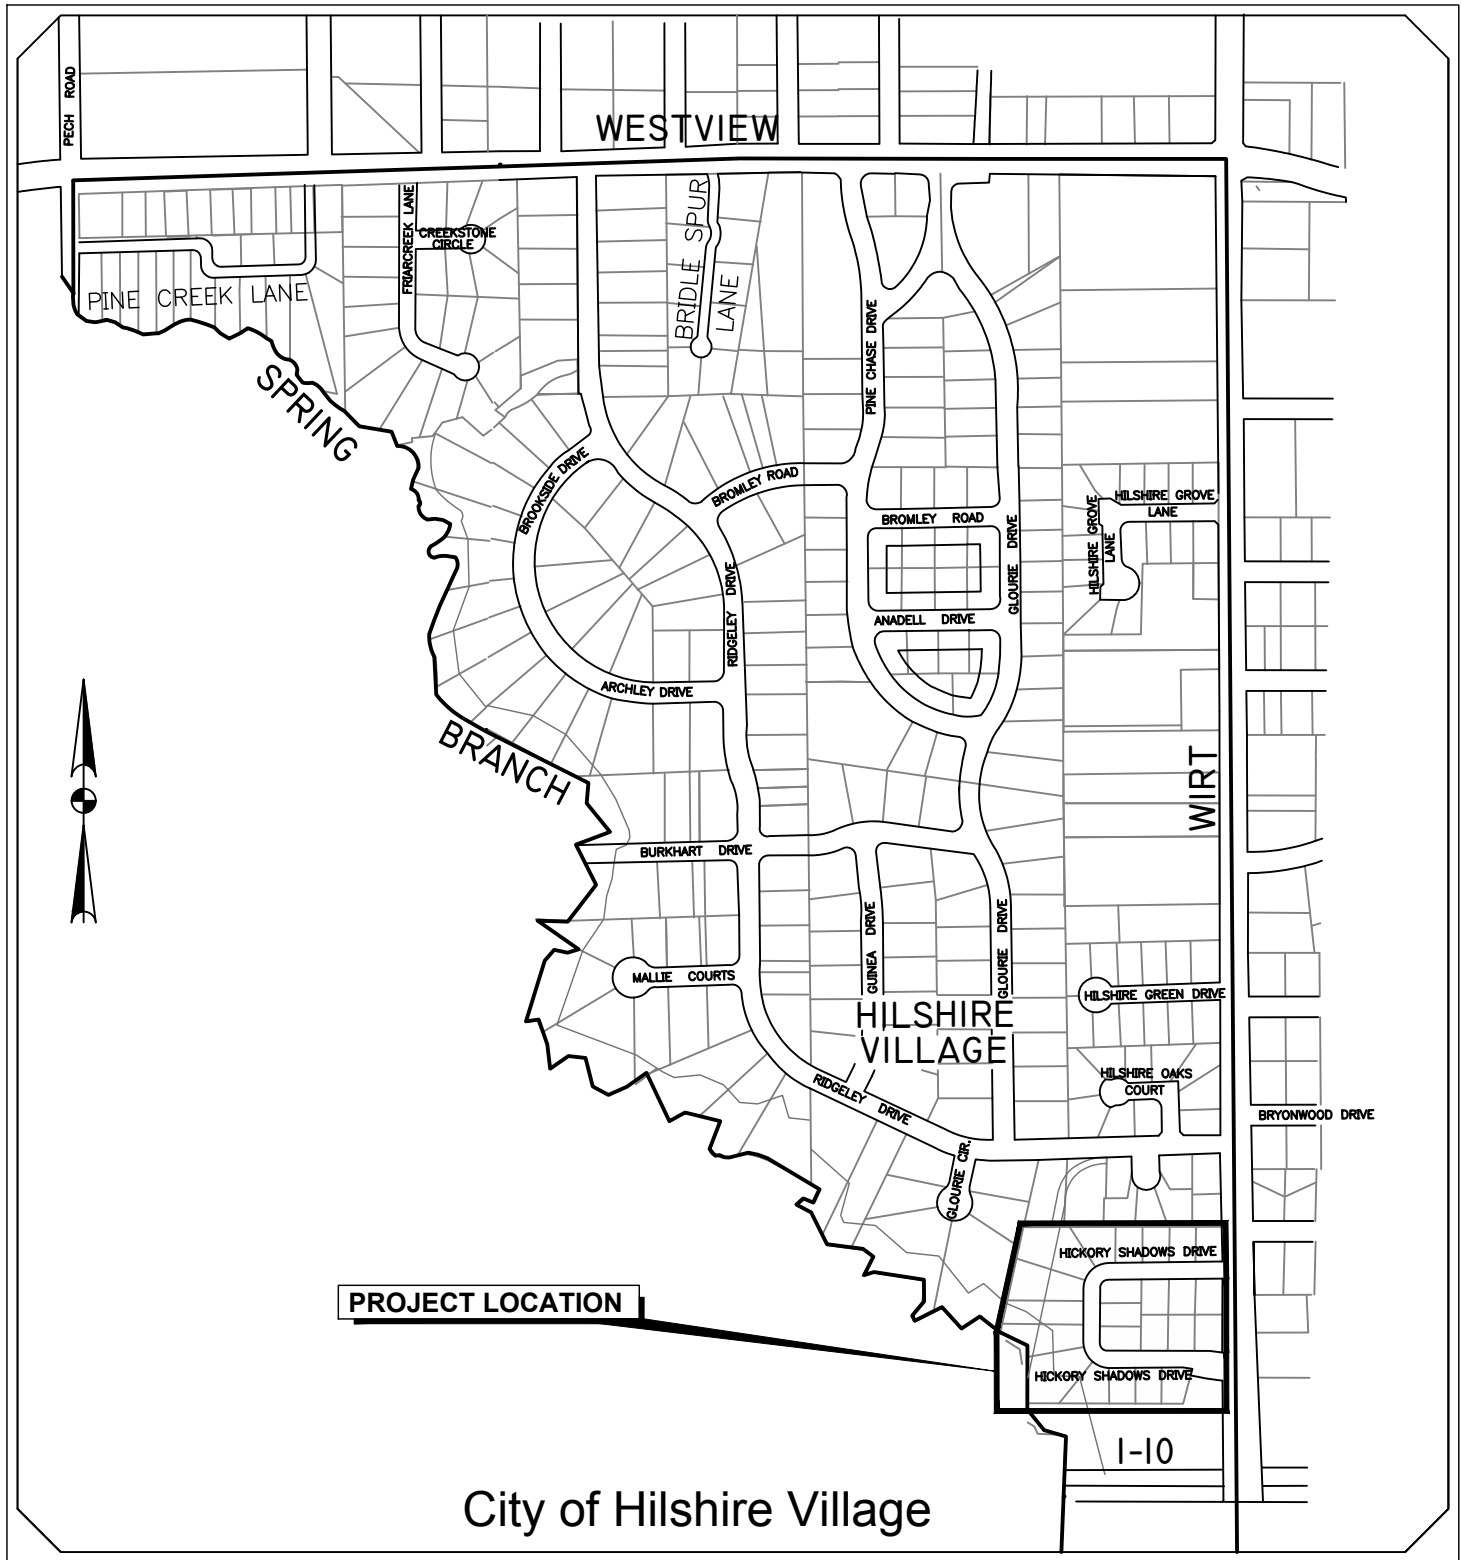 PECH ROAD
WESTVIEW
FRIARCREEK LANE
CREEKSTONE
CIRCLE
BRIDLE SPUR
LANE
PINE CREEK LANE
PINE CHASE DRIVE
SPRING
BROOKSIDE DRIVE
BROMLEY ROAD
BROMLEY ROAD
GLOURIE DRIVE
HILSHIRE GROVE
LANE
HILSHIRE GROVE
LANE
RIDGELEY DRIVE
ANADELL DRIVE
ARCHLEY DRIVE
BRANCH
WIRT
BURKHART DRIVE
GUINEA DRIVE
GLOURIE DRIVE
MALLIE COURTS
HILSHIRE GREEN DRIVE
HILSHIRE
VILLAGE
HILSHIRE OAKS
COURT
RIDGELEY DRIVE
BRYONWOOD DRIVE
GLOURIE CIR.
HICKORY SHADOWS DRIVE
PROJECT LOCATION
HICKORY SHADOWS DRIVE
I-10
City of Hilshire Village